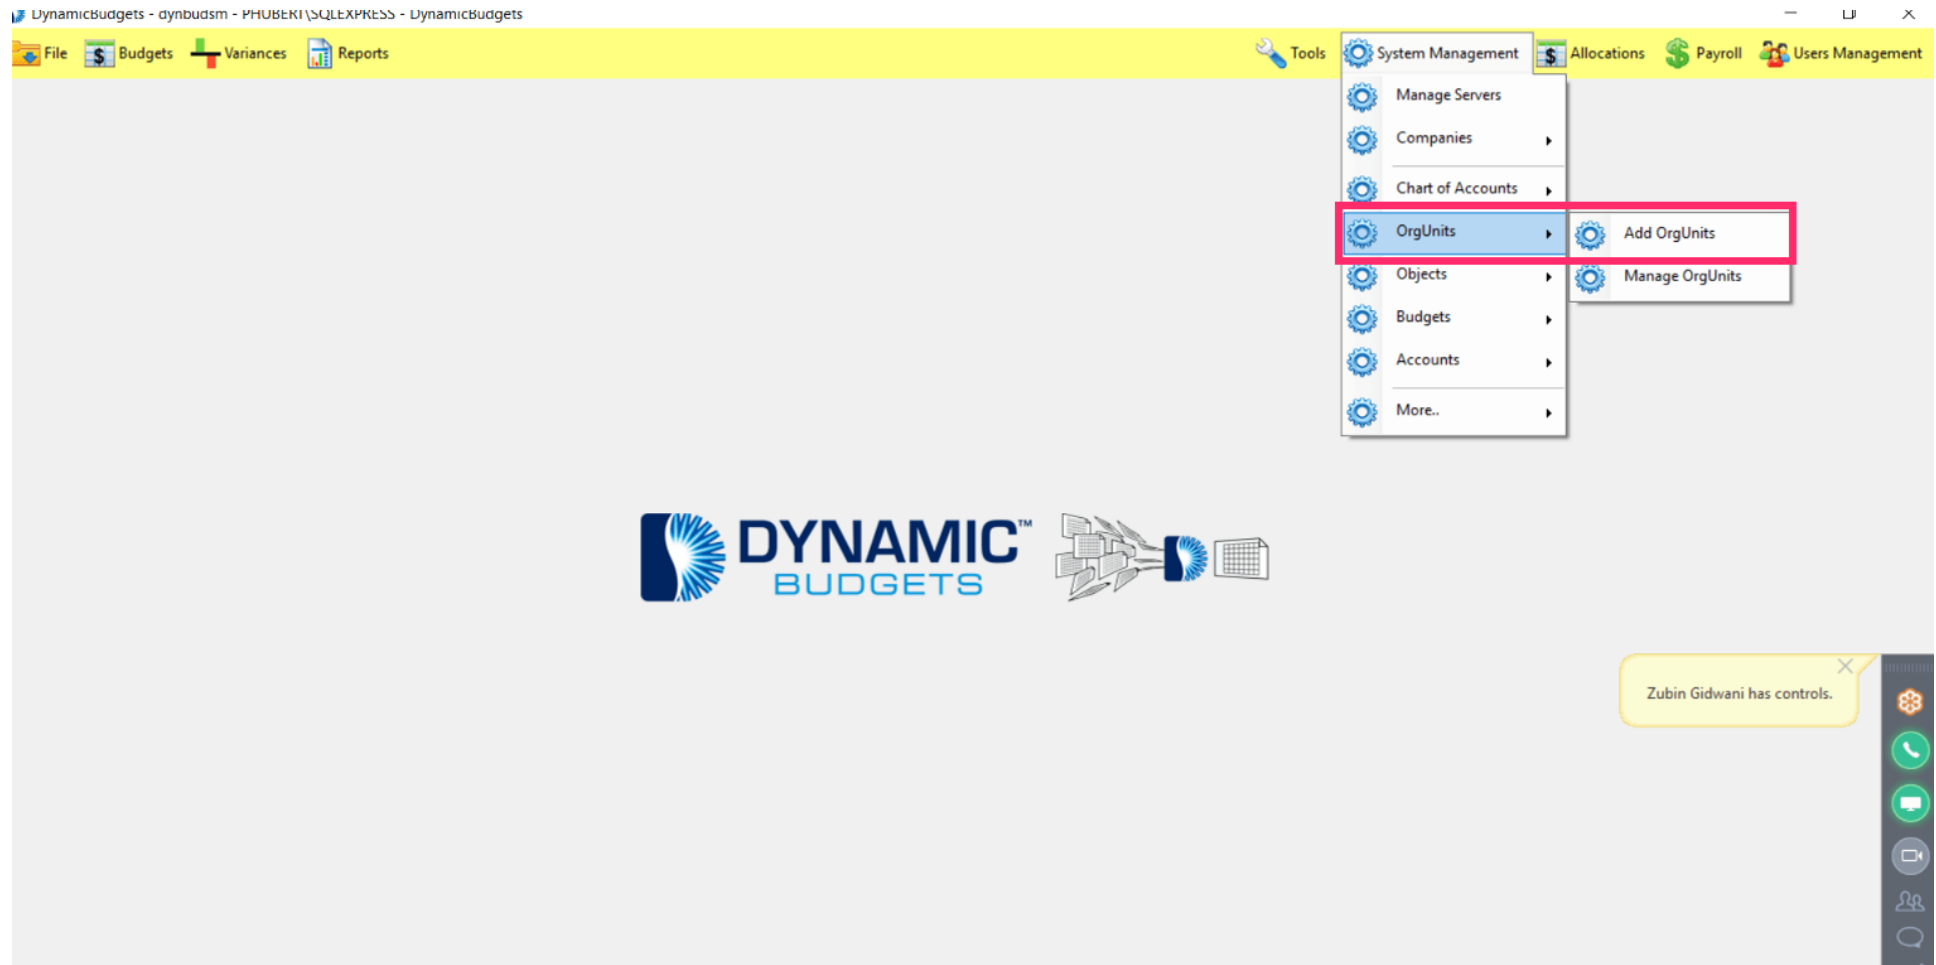 DynamicBudgets - dynbudsm - PHUBERT\SQLEXPRESS - DynamicBudgets
File Budgets Variances Reports Tools System Management Allocations Payroll Users Management
Manage Servers
Companies
Chart of Accounts
OrgUnits
Add OrgUnits
Objects
Manage OrgUnits
Budgets
Accounts
More..
DYNAMIC™
BUDGETS
Zubin Gidwani has controls.